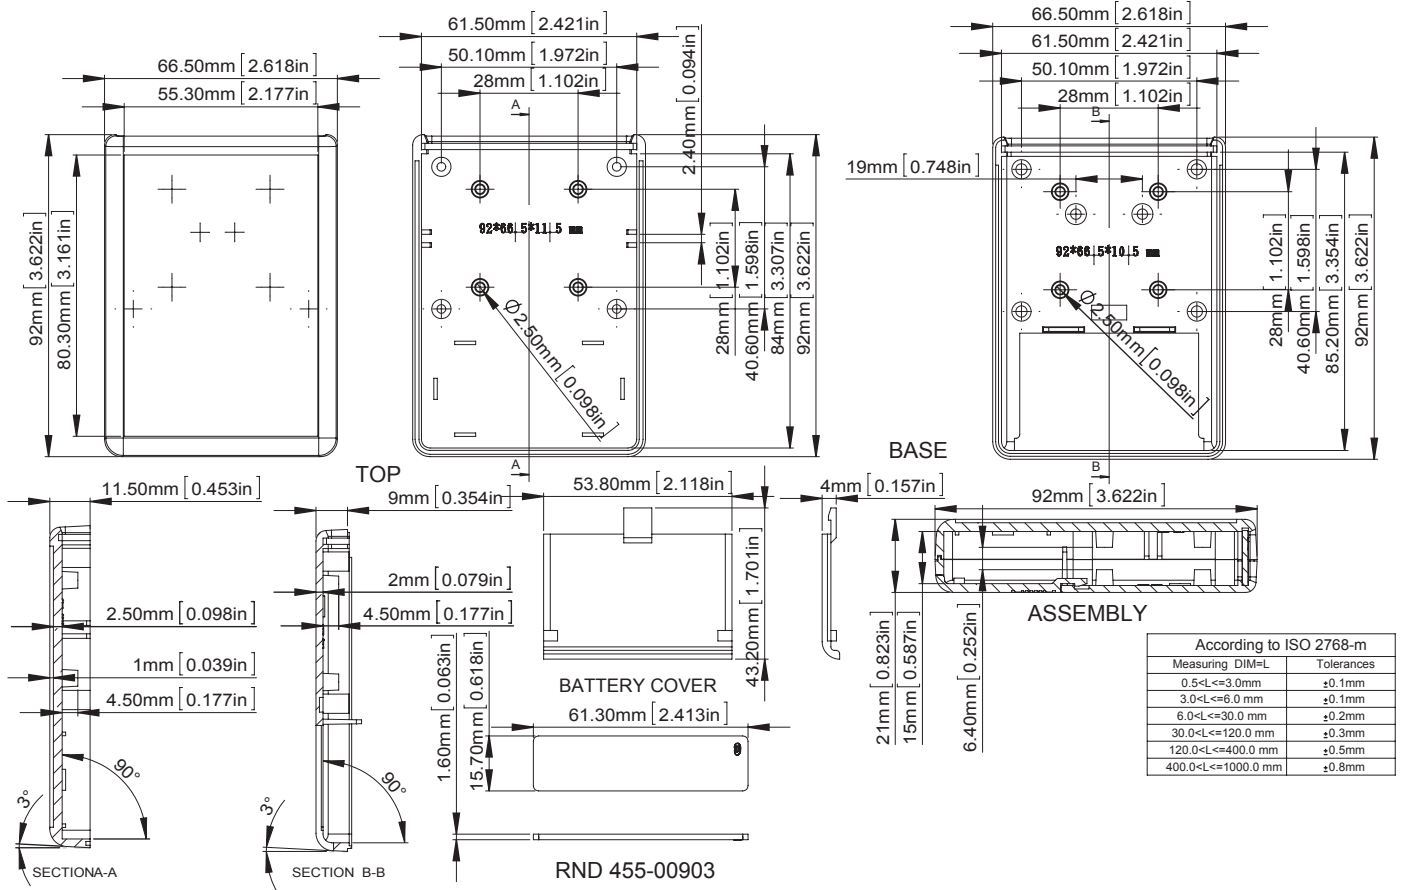 66.50mm [2.618in]
55.30mm [2.177in]
92mm [3.622in]
80.30mm [3.161in]
61.50mm [2.421in]
50.10mm [1.972in]
28mm [1.102in]
2.40mm [0.094in]
A
92*66.5*11.5 mm
Ø2.50mm [0.098in]
28mm [1.102in]
40.60mm [1.598in]
84mm [3.307in]
92mm [3.622in]
A
TOP
66.50mm [2.618in]
61.50mm [2.421in]
50.10mm [1.972in]
28mm [1.102in]
B
19mm [0.748in]
92*66.5*10.5 mm
Ø2.50mm [0.098in]
28mm [1.102in]
40.60mm [1.598in]
85.20mm [3.354in]
92mm [3.622in]
B
BASE
11.50mm [0.453in]
2.50mm [0.098in]
1mm [0.039in]
4.50mm [0.177in]
90°
3°
SECTIONA-A
9mm [0.354in]
2mm [0.079in]
4.50mm [0.177in]
90°
3°
SECTION B-B
53.80mm [2.118in]
43.20mm [1.701in]
4mm [0.157in]
BATTERY COVER
61.30mm [2.413in]
15.70mm [0.618in]
1.60mm [0.063in]
RND 455-00903
92mm [3.622in]
21mm [0.823in]
15mm [0.587in]
6.40mm [0.252in]
ASSEMBLY
According to ISO 2768-m
Measuring DIM=L Tolerances
0.5<L<=3.0mm ±0.1mm
3.0<L<=6.0 mm ±0.1mm
6.0<L<=30.0 mm ±0.2mm
30.0<L<=120.0 mm ±0.3mm
120.0<L<=400.0 mm ±0.5mm
400.0<L<=1000.0 mm ±0.8mm